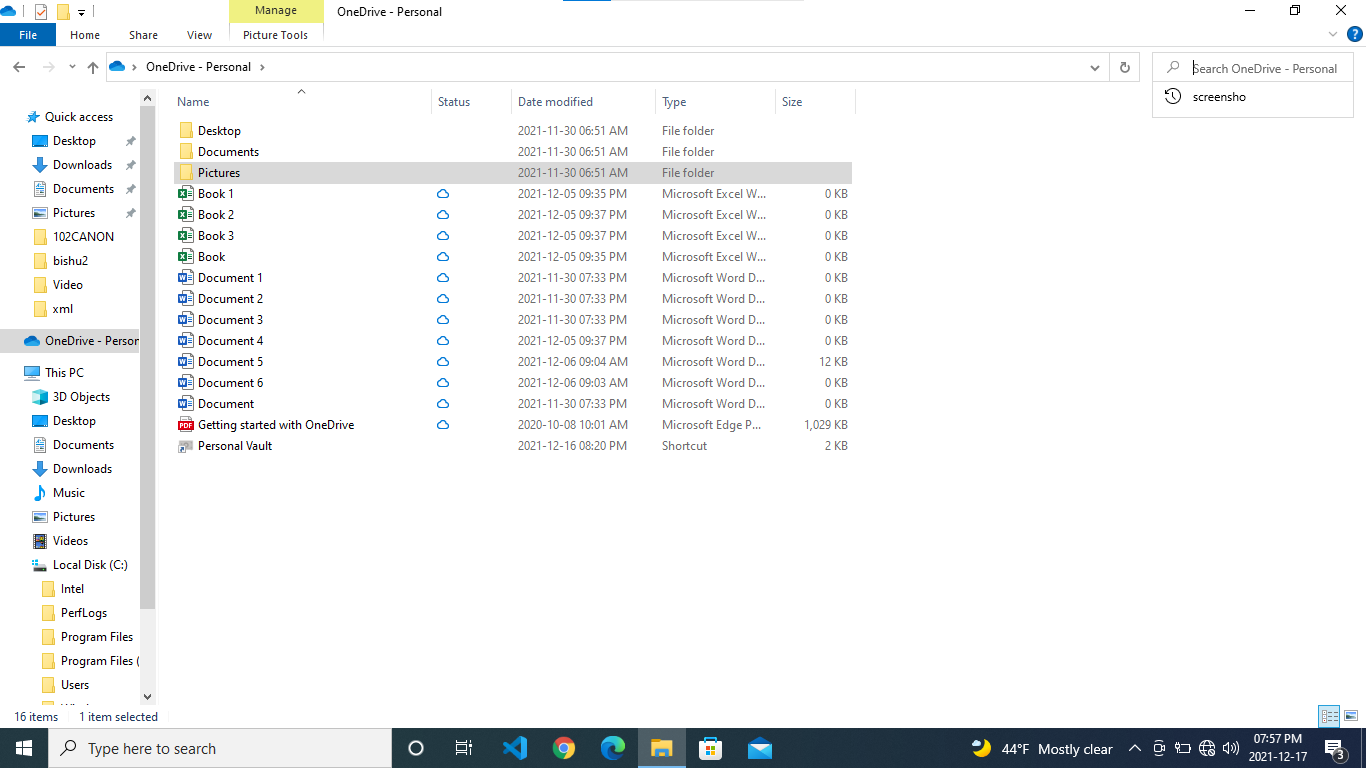 Manage
OneDrive - Personal
File
Home
Share
View
Picture Tools
OneDrive - Personal
Search OneDrive - Personal
screensho
Quick access
Desktop
Downloads
Documents
Pictures
102CANON
bishu2
Video
xml
OneDrive - Person
This PC
3D Objects
Desktop
Documents
Downloads
Music
Pictures
Videos
Local Disk (C:)
Intel
PerfLogs
Program Files
Program Files (
Users
Name Status Date modified Type Size
Desktop 2021-11-30 06:51 AM File folder
Documents 2021-11-30 06:51 AM File folder
Pictures 2021-11-30 06:51 AM File folder
Book 1 2021-12-05 09:35 PM Microsoft Excel W... 0 KB
Book 2 2021-12-05 09:37 PM Microsoft Excel W... 0 KB
Book 3 2021-12-05 09:37 PM Microsoft Excel W... 0 KB
Book 2021-12-05 09:35 PM Microsoft Excel W... 0 KB
Document 1 2021-11-30 07:33 PM Microsoft Word D... 0 KB
Document 2 2021-11-30 07:33 PM Microsoft Word D... 0 KB
Document 3 2021-11-30 07:33 PM Microsoft Word D... 0 KB
Document 4 2021-12-05 09:37 PM Microsoft Word D... 0 KB
Document 5 2021-12-06 09:04 AM Microsoft Word D... 12 KB
Document 6 2021-12-06 09:03 AM Microsoft Word D... 0 KB
Document 2021-11-30 07:33 PM Microsoft Word D... 0 KB
PDF Getting started with OneDrive 2020-10-08 10:01 AM Microsoft Edge P... 1,029 KB
Personal Vault 2021-12-16 08:20 PM Shortcut 2 KB
16 items 1 item selected
Type here to search
44°F Mostly clear
07:57 PM
2021-12-17
3